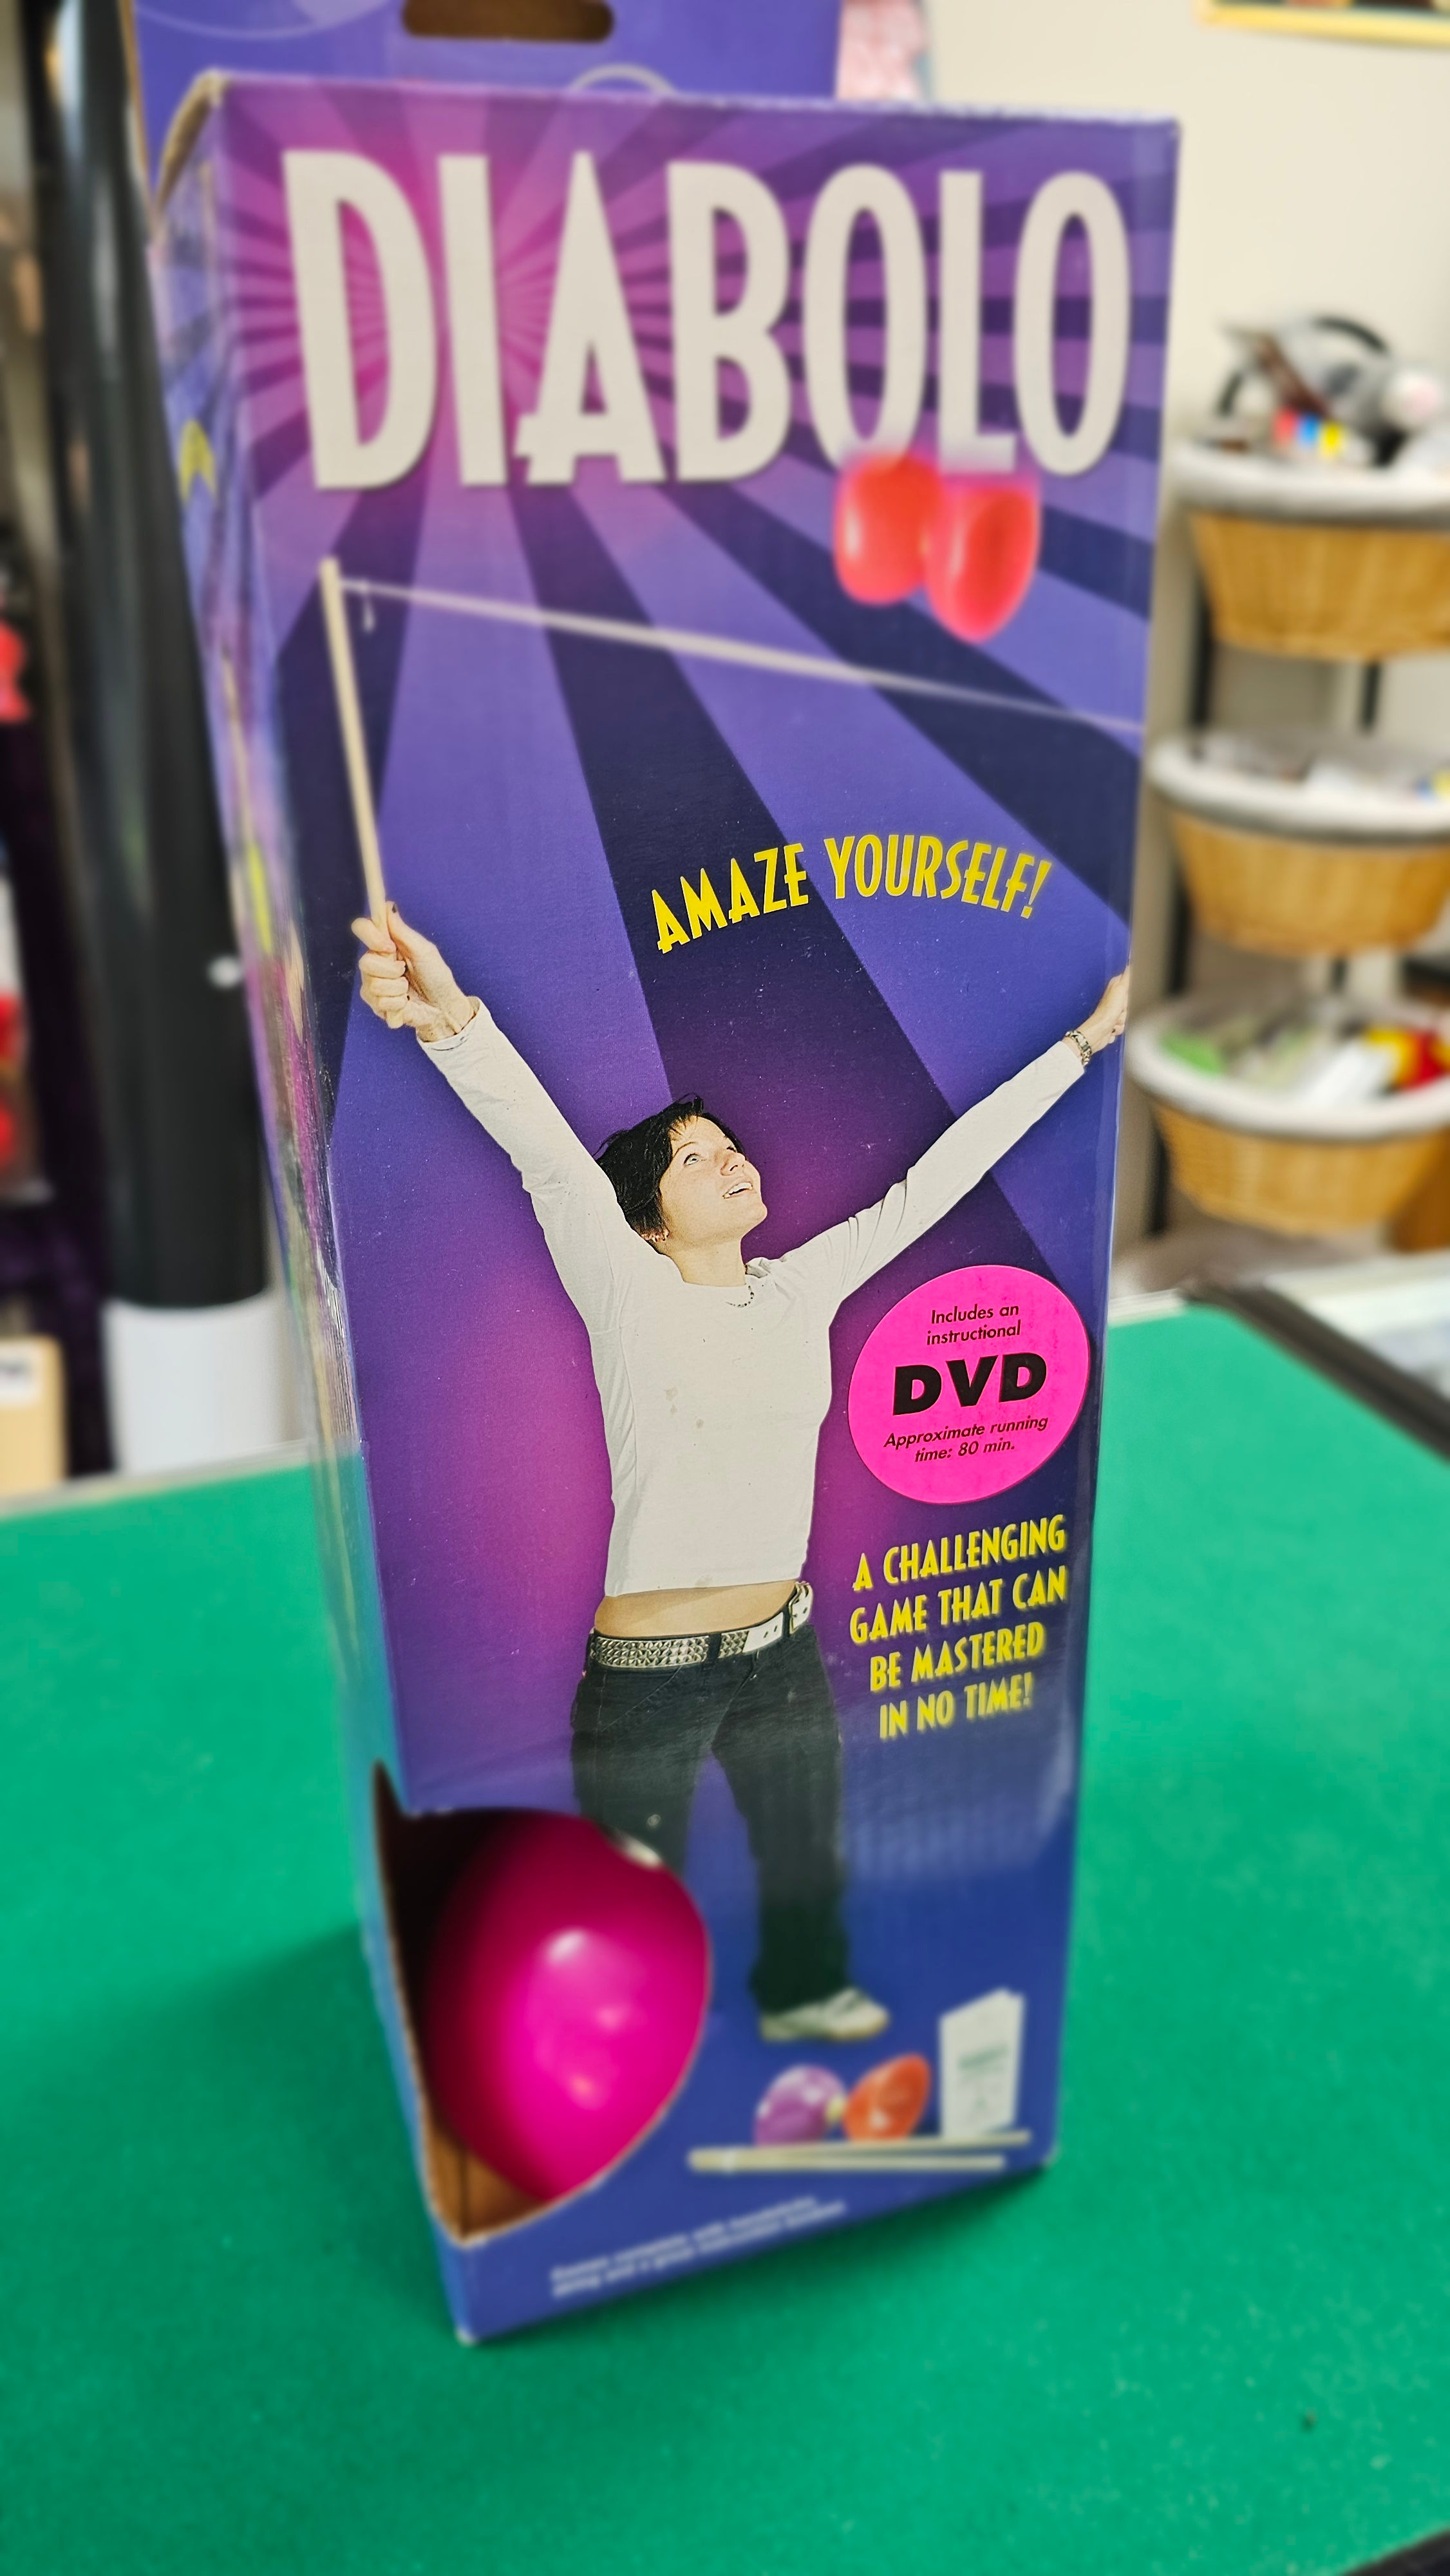 DIABOLO
AMAZE YOURSELF!
Includes an
instructional
DVD
Approximate running
time: 80 min.
A CHALLENGING
GAME THAT CAN
BE MASTERED
IN NO TIME!